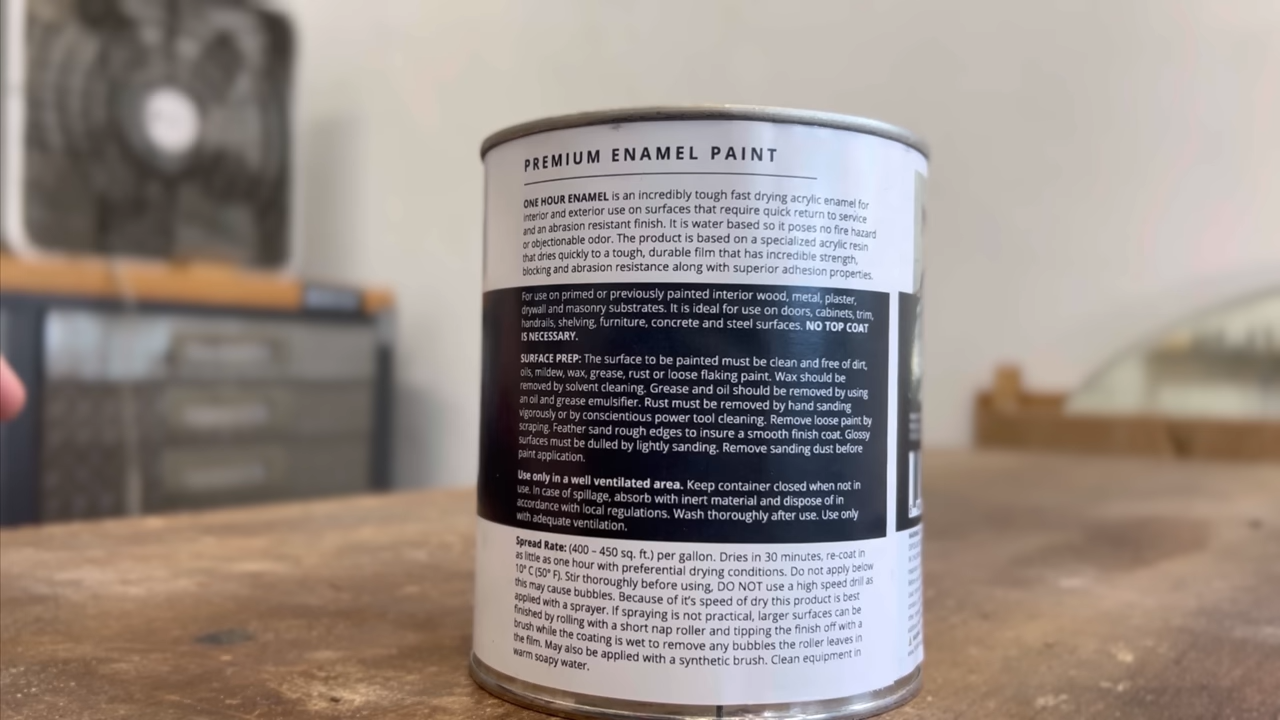 PREMIUM ENAMEL PAINT
ONE HOUR ENAMEL is an incredibly tough fast drying acrylic enamel for
interior and exterior use on surfaces that require quick return to service
and an abrasion resistant finish. It is water based so it poses no fire hazard
or objectionable odor. The product is based on a specialized acrylic resin
that dries quickly to a tough, durable film that has incredible strength,
blocking and abrasion resistance along with superior adhesion properties.
For use on primed or previously painted interior wood, metal, plaster,
drywall and masonry substrates. It is ideal for use on doors, cabinets, trim,
handrails, shelving, furniture, concrete and steel surfaces. NO TOP COAT
IS NECESSARY.
SURFACE PREP: The surface to be painted must be clean and free of dirt,
oils, mildew, wax, grease, rust or loose flaking paint. Wax should be
removed by solvent cleaning. Grease and oil should be removed by using
an oil and grease emulsifier. Rust must be removed by hand sanding
vigorously or by conscientious power tool cleaning. Remove loose paint by
scraping. Feather sand rough edges to insure a smooth finish coat. Glossy
surfaces must be dulled by lightly sanding. Remove sanding dust before
paint application.
Use only in a well ventilated area. Keep container closed when not in
use. In case of spillage, absorb with inert material and dispose of in
accordance with local regulations. Wash thoroughly after use. Use only
with adequate ventilation.
Spread Rate: (400 – 450 sq. ft.) per gallon. Dries in 30 minutes, re-coat in
as little as one hour with preferential drying conditions. Do not apply below
10° C (50° F). Stir thoroughly before using, DO NOT use a high speed drill as
this may cause bubbles. Because of it's speed of dry this product is best
applied with a sprayer. If spraying is not practical, larger surfaces can be
finished by rolling with a short nap roller and tipping the finish off with a
brush while the coating is wet to remove any bubbles the roller leaves in
the film. May also be applied with a synthetic brush. Clean equipment in
warm soapy water.